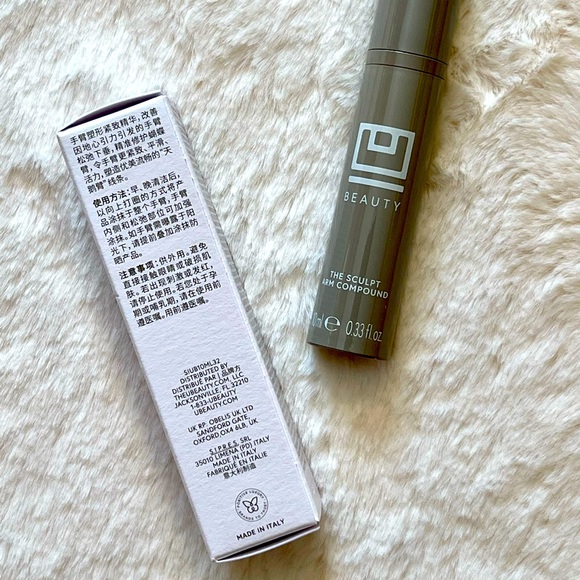 手臂塑形紧致精华，改善
因地心引力引发的手臂
松弛下垂，精准修护蝴蝶
臂，令手臂更紧致、平滑、
活力，塑造优美流畅的“天
鹅臂”线条。
使用方法：早、晚清洁后，
以向上打圈的方式将产
品涂抹于整个手臂，手臂
内侧和松弛部位可加强
涂抹。如手臂需曝露于阳
光下，请提前叠加涂抹防
晒产品。
注意事项：供外用。避免
直接接触眼睛或破损肌
肤。若出现刺激或发红，
请停止使用。若您处于孕
期或哺乳期，请在使用前
遵医嘱。用前遵医嘱。
SIUB10ML32
DISTRIBUTED BY
DISTRIBUÉ PAR | 品牌方
THEUBEAUTY.COM, LLC
JACKSONVILLE, FL 32210
1-833-UBEAUTY
UBEAUTY.COM
UK RP: OBELIS UK LTD
SANDFORD GATE,
OXFORD,OX4 6LB, UK
S.I.P.R.E.S. SRL
35010 LIMENA (PD) ITALY
MADE IN ITALY
FABRIQUÉ EN ITALIE
意大利制造
MADE IN ITALY
U
BEAUTY
THE SCULPT
ARM COMPOUND
0.33 fl.oz.